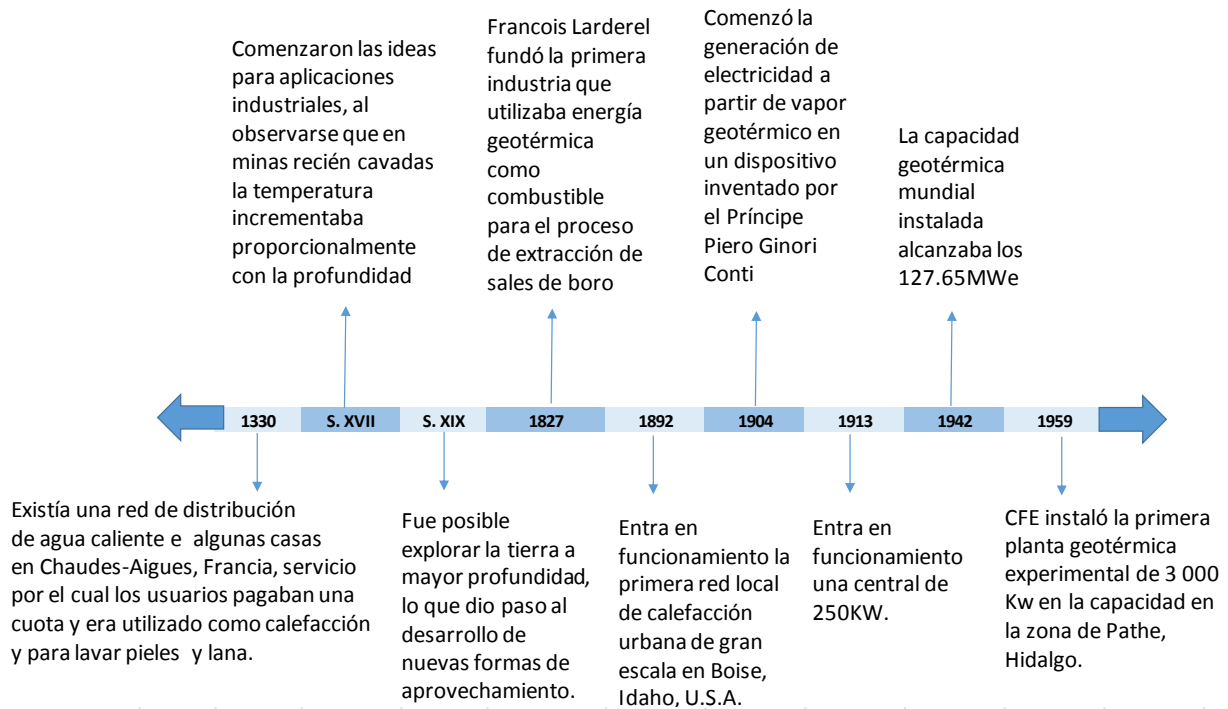 Comenzaron las ideas
para aplicaciones
industriales, al
observarse que en
minas recién cavadas
la temperatura
incrementaba
proporcionalmente
con la profundidad
Francois Larderel
fundó la primera
industria que
utilizaba energía
geotérmica
como
combustible
para el proceso
de extracción de
sales de boro
Comenzó la
generación de
electricidad a
partir de vapor
geotérmico en
un dispositivo
inventado por
el Príncipe
Piero Ginori
Conti
La capacidad
geotérmica
mundial
instalada
alcanzaba los
127.65MWe
1330 S. XVII S. XIX 1827 1892 1904 1913 1942 1959
Existía una red de distribución
de agua caliente e algunas casas
en Chaudes-Aigues, Francia, servicio
por el cual los usuarios pagaban una
cuota y era utilizado como calefacción
y para lavar pieles y lana.
Fue posible
explorar la tierra a
mayor profundidad,
lo que dio paso al
desarrollo de
nuevas formas de
aprovechamiento.
Entra en
funcionamiento la
primera red local
de calefacción
urbana de gran
escala en Boise,
Idaho, U.S.A.
Entra en
funcionamiento
una central de
250KW.
CFE instaló la primera
planta geotérmica
experimental de 3 000
Kw en la capacidad en
la zona de Pathe,
Hidalgo.